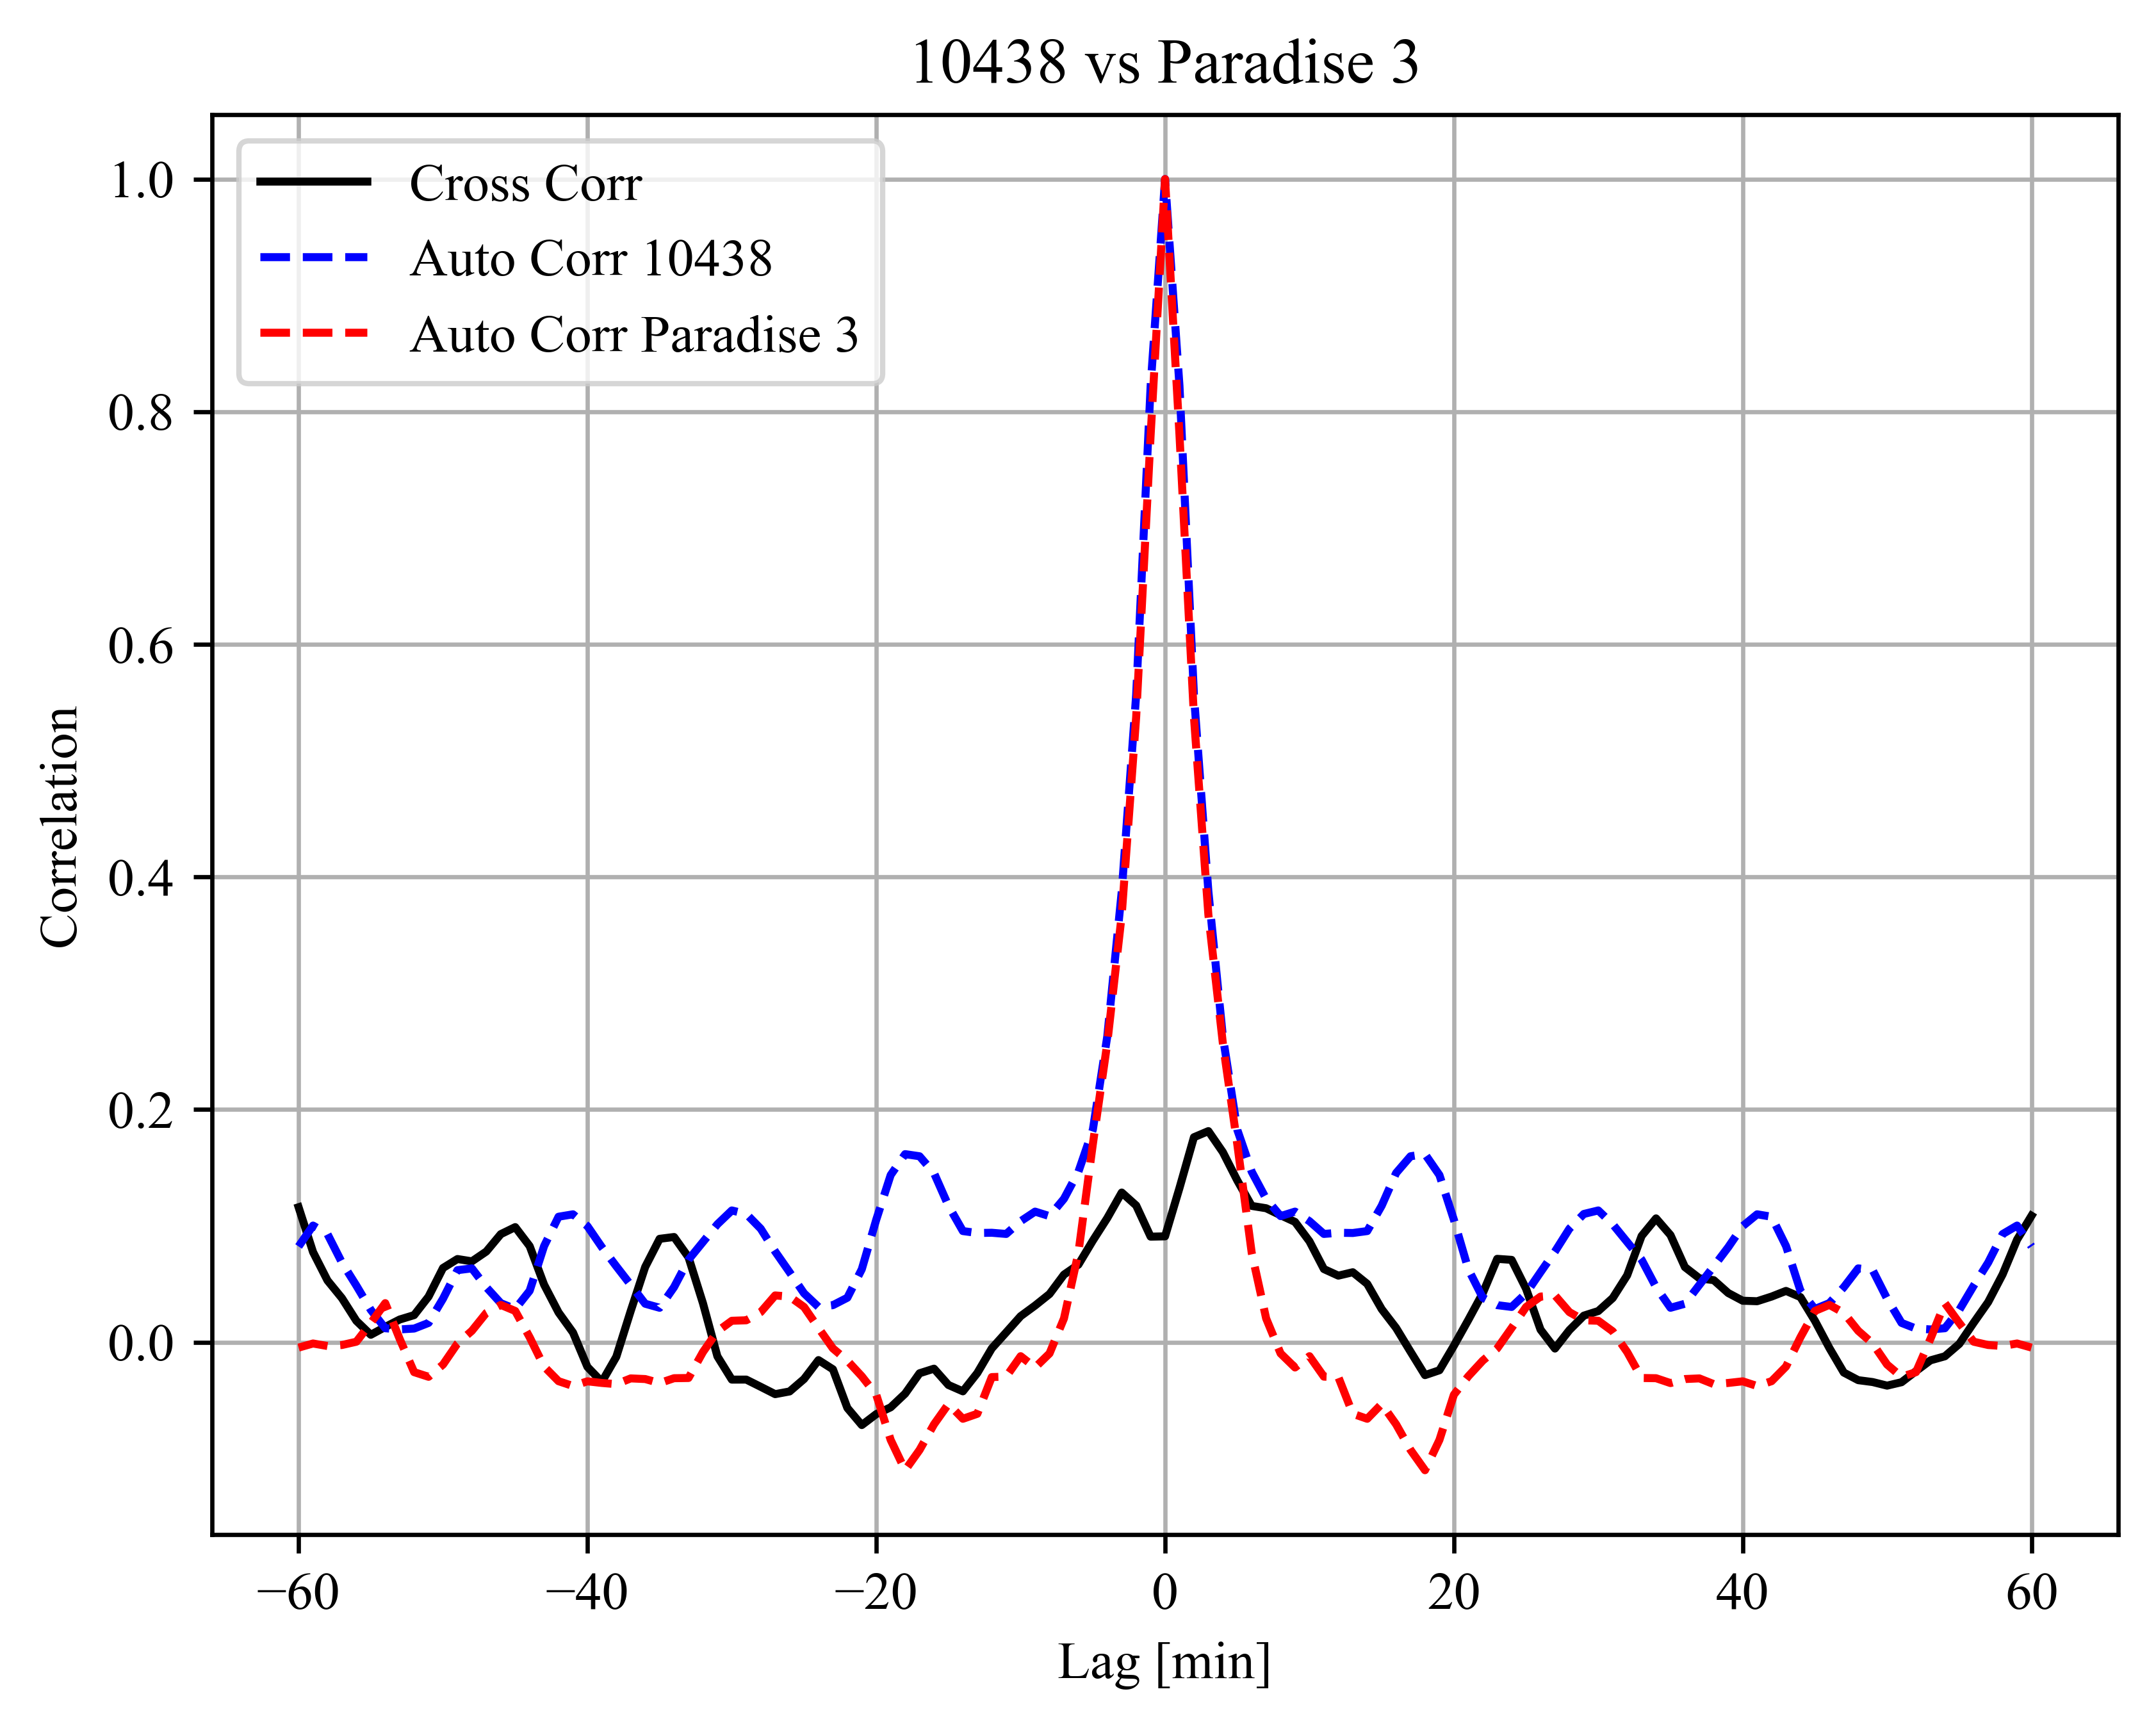 10438 vs Paradise 3
Cross Corr
Auto Corr 10438
Auto Corr Paradise 3
1.0
0.8
0.6
0.4
0.2
0.0
Correlation
−60 −40 −20 0 20 40 60
Lag [min]